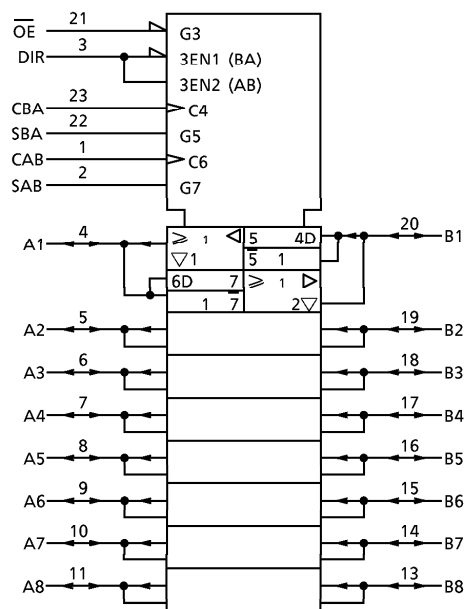 O̅E̅ 21 G3
DIR 3 3EN1 (BA)
3EN2 (AB)
CBA 23 C4
SBA 22 G5
CAB 1 C6
SAB 2 G7
A1 4 ≥ 1 ◁ 5 4D 20 B1
▽1 5̅ 1
6D 7 ≥ 1 ▷
1 7̅ 2▽
A2 5 19 B2
A3 6 18 B3
A4 7 17 B4
A5 8 16 B5
A6 9 15 B6
A7 10 14 B7
A8 11 13 B8